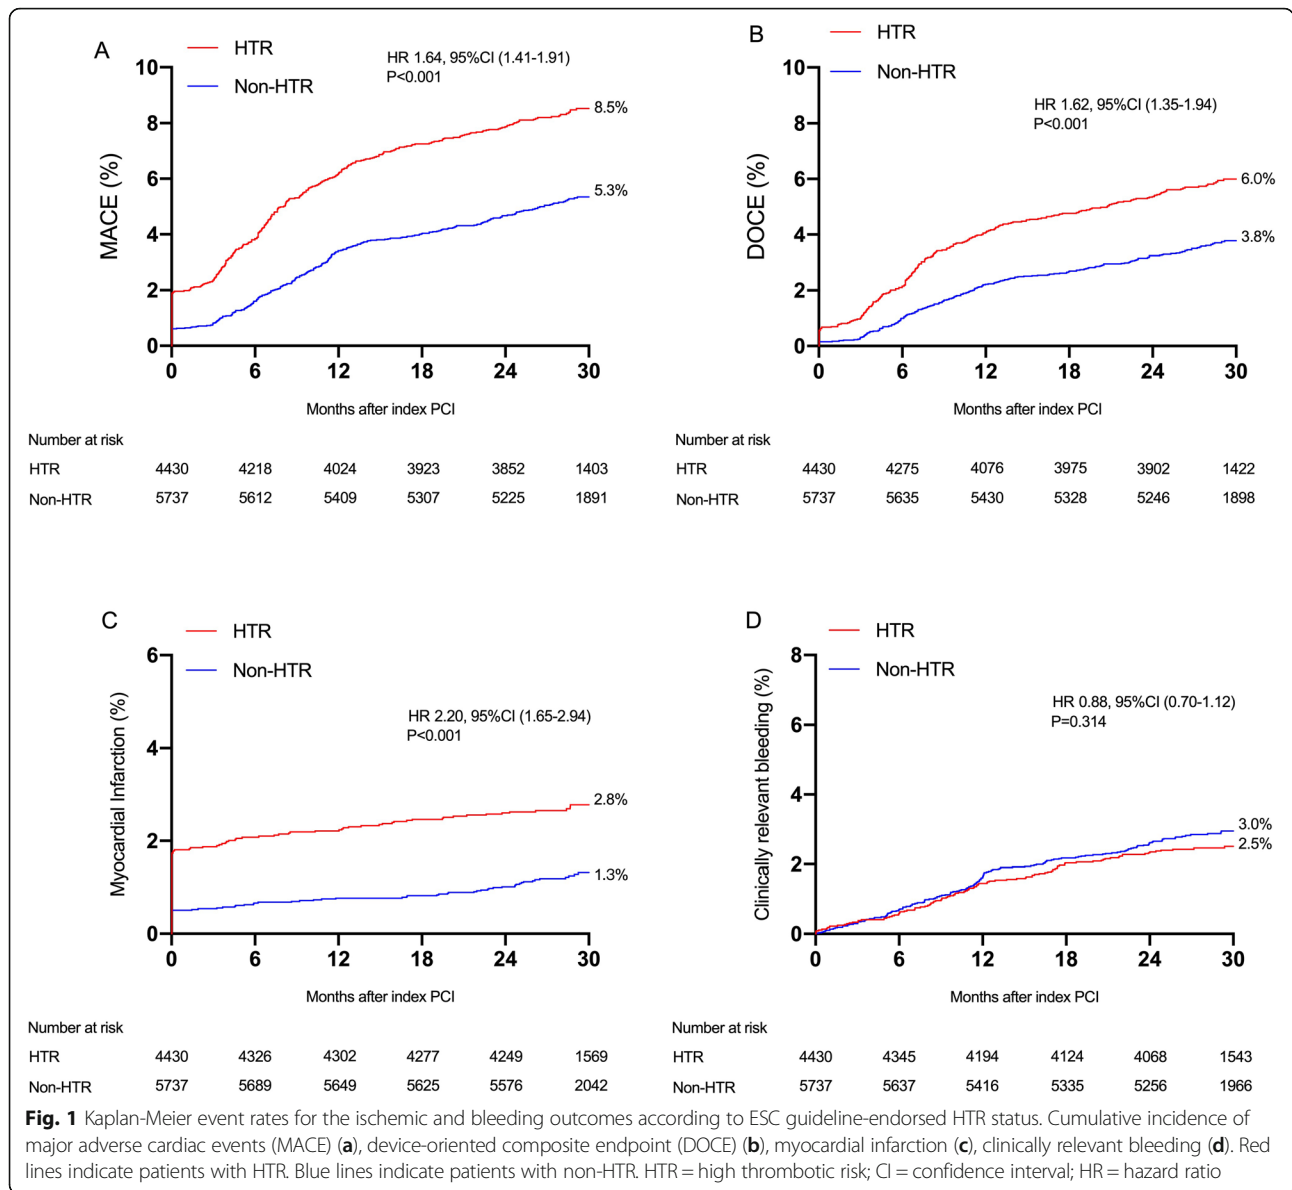 A
HTR
Non-HTR
HR 1.64, 95%CI (1.41-1.91)
P<0.001
MACE (%)
10
8
6
4
2
0
8.5%
5.3%
0 6 12 18 24 30
Months after index PCI
Number at risk
HTR 4430 4218 4024 3923 3852 1403
Non-HTR 5737 5612 5409 5307 5225 1891
B
HTR
Non-HTR
HR 1.62, 95%CI (1.35-1.94)
P<0.001
DOCE (%)
10
8
6
4
2
0
6.0%
3.8%
0 6 12 18 24 30
Months after index PCI
Number at risk
HTR 4430 4275 4076 3975 3902 1422
Non-HTR 5737 5635 5430 5328 5246 1898
C
HTR
Non-HTR
HR 2.20, 95%CI (1.65-2.94)
P<0.001
Myocardial Infarction (%)
6
4
2
0
2.8%
1.3%
0 6 12 18 24 30
Months after index PCI
Number at risk
HTR 4430 4326 4302 4277 4249 1569
Non-HTR 5737 5689 5649 5625 5576 2042
D
HTR
Non-HTR
HR 0.88, 95%CI (0.70-1.12)
P=0.314
Clinically relevant bleeding (%)
8
6
4
2
0
3.0%
2.5%
0 6 12 18 24 30
Months after index PCI
Number at risk
HTR 4430 4345 4194 4124 4068 1543
Non-HTR 5737 5637 5416 5335 5256 1966
Fig. 1 Kaplan-Meier event rates for the ischemic and bleeding outcomes according to ESC guideline-endorsed HTR status. Cumulative incidence of
major adverse cardiac events (MACE) (a), device-oriented composite endpoint (DOCE) (b), myocardial infarction (c), clinically relevant bleeding (d). Red
lines indicate patients with HTR. Blue lines indicate patients with non-HTR. HTR = high thrombotic risk; CI = confidence interval; HR = hazard ratio